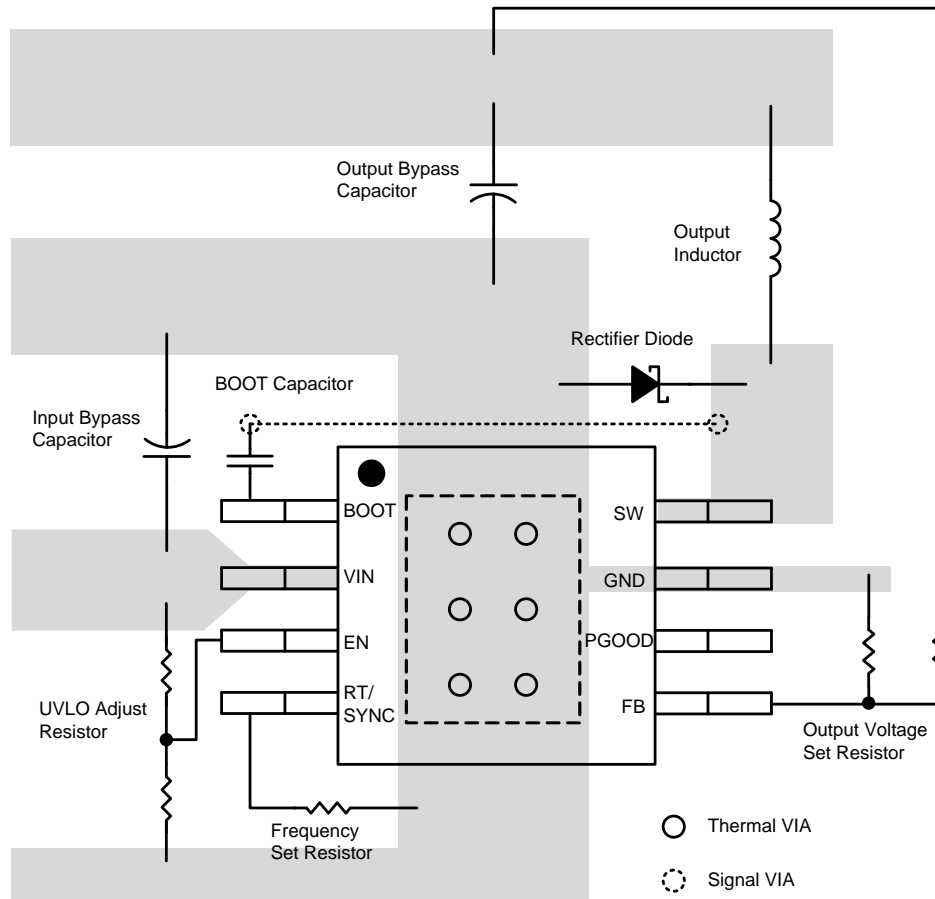 Output Bypass
Capacitor
Output
Inductor
Rectifier Diode
BOOT Capacitor
Input Bypass
Capacitor
BOOT
SW
VIN
GND
EN
PGOOD
RT/
SYNC
FB
UVLO Adjust
Resistor
Output Voltage
Set Resistor
Frequency
Set Resistor
Thermal VIA
Signal VIA